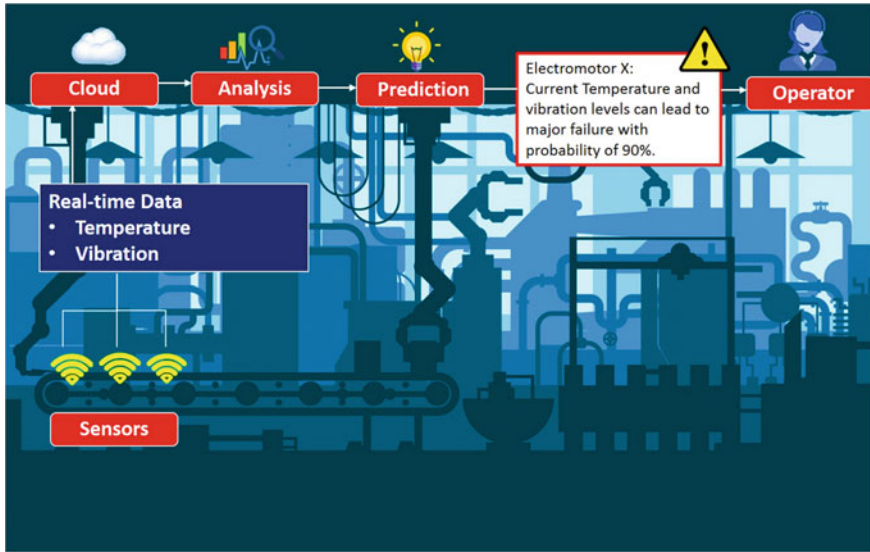 Cloud
Analysis
Prediction
Electromotor X:
Current Temperature and
vibration levels can lead to
major failure with
probability of 90%.
Operator
Real-time Data
• Temperature
• Vibration
Sensors